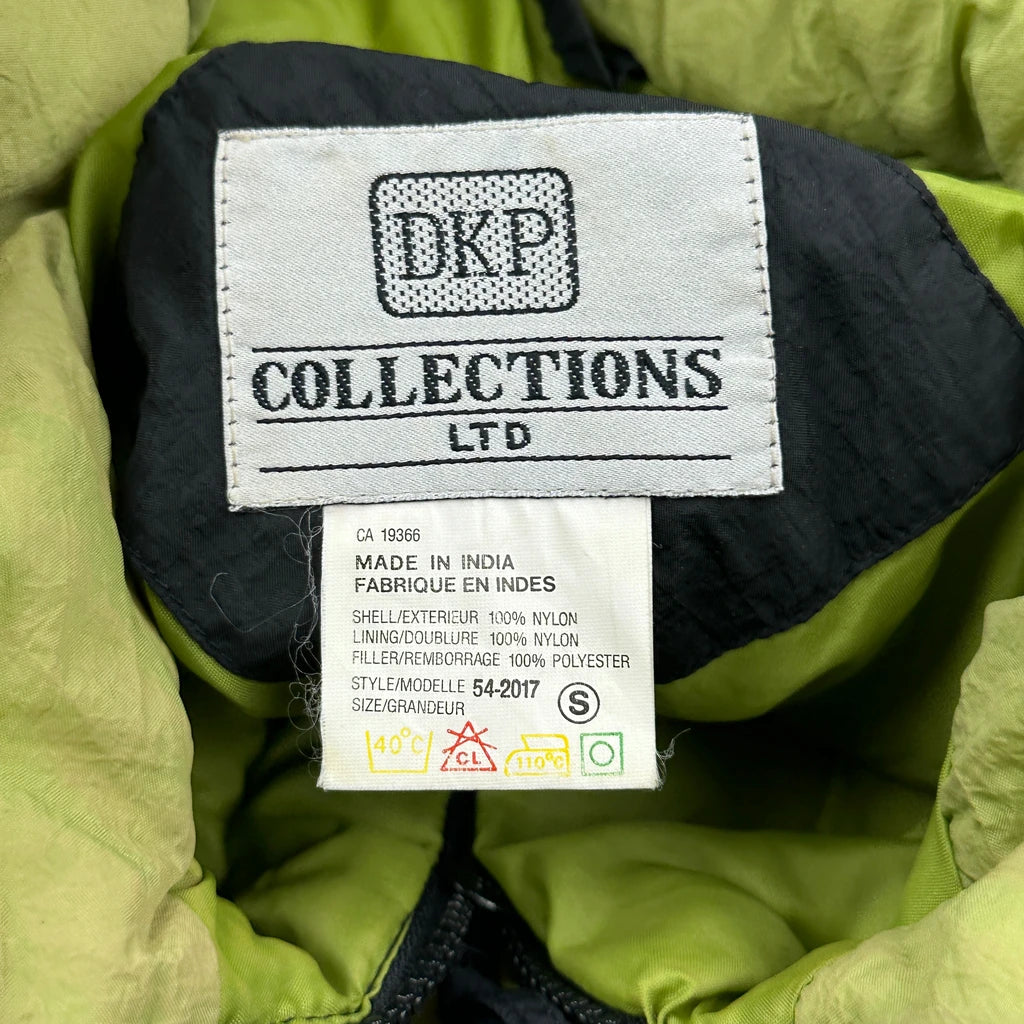 DKP
COLLECTIONS
LTD
CA 19366
MADE IN INDIA
FABRIQUE EN INDES
SHELL/EXTERIEUR 100% NYLON
LINING/DOUBLURE 100% NYLON
FILLER/REMBORRAGE 100% POLYESTER
STYLE/MODELLE 54-2017
SIZE/GRANDEUR S
40°C CL 110°C